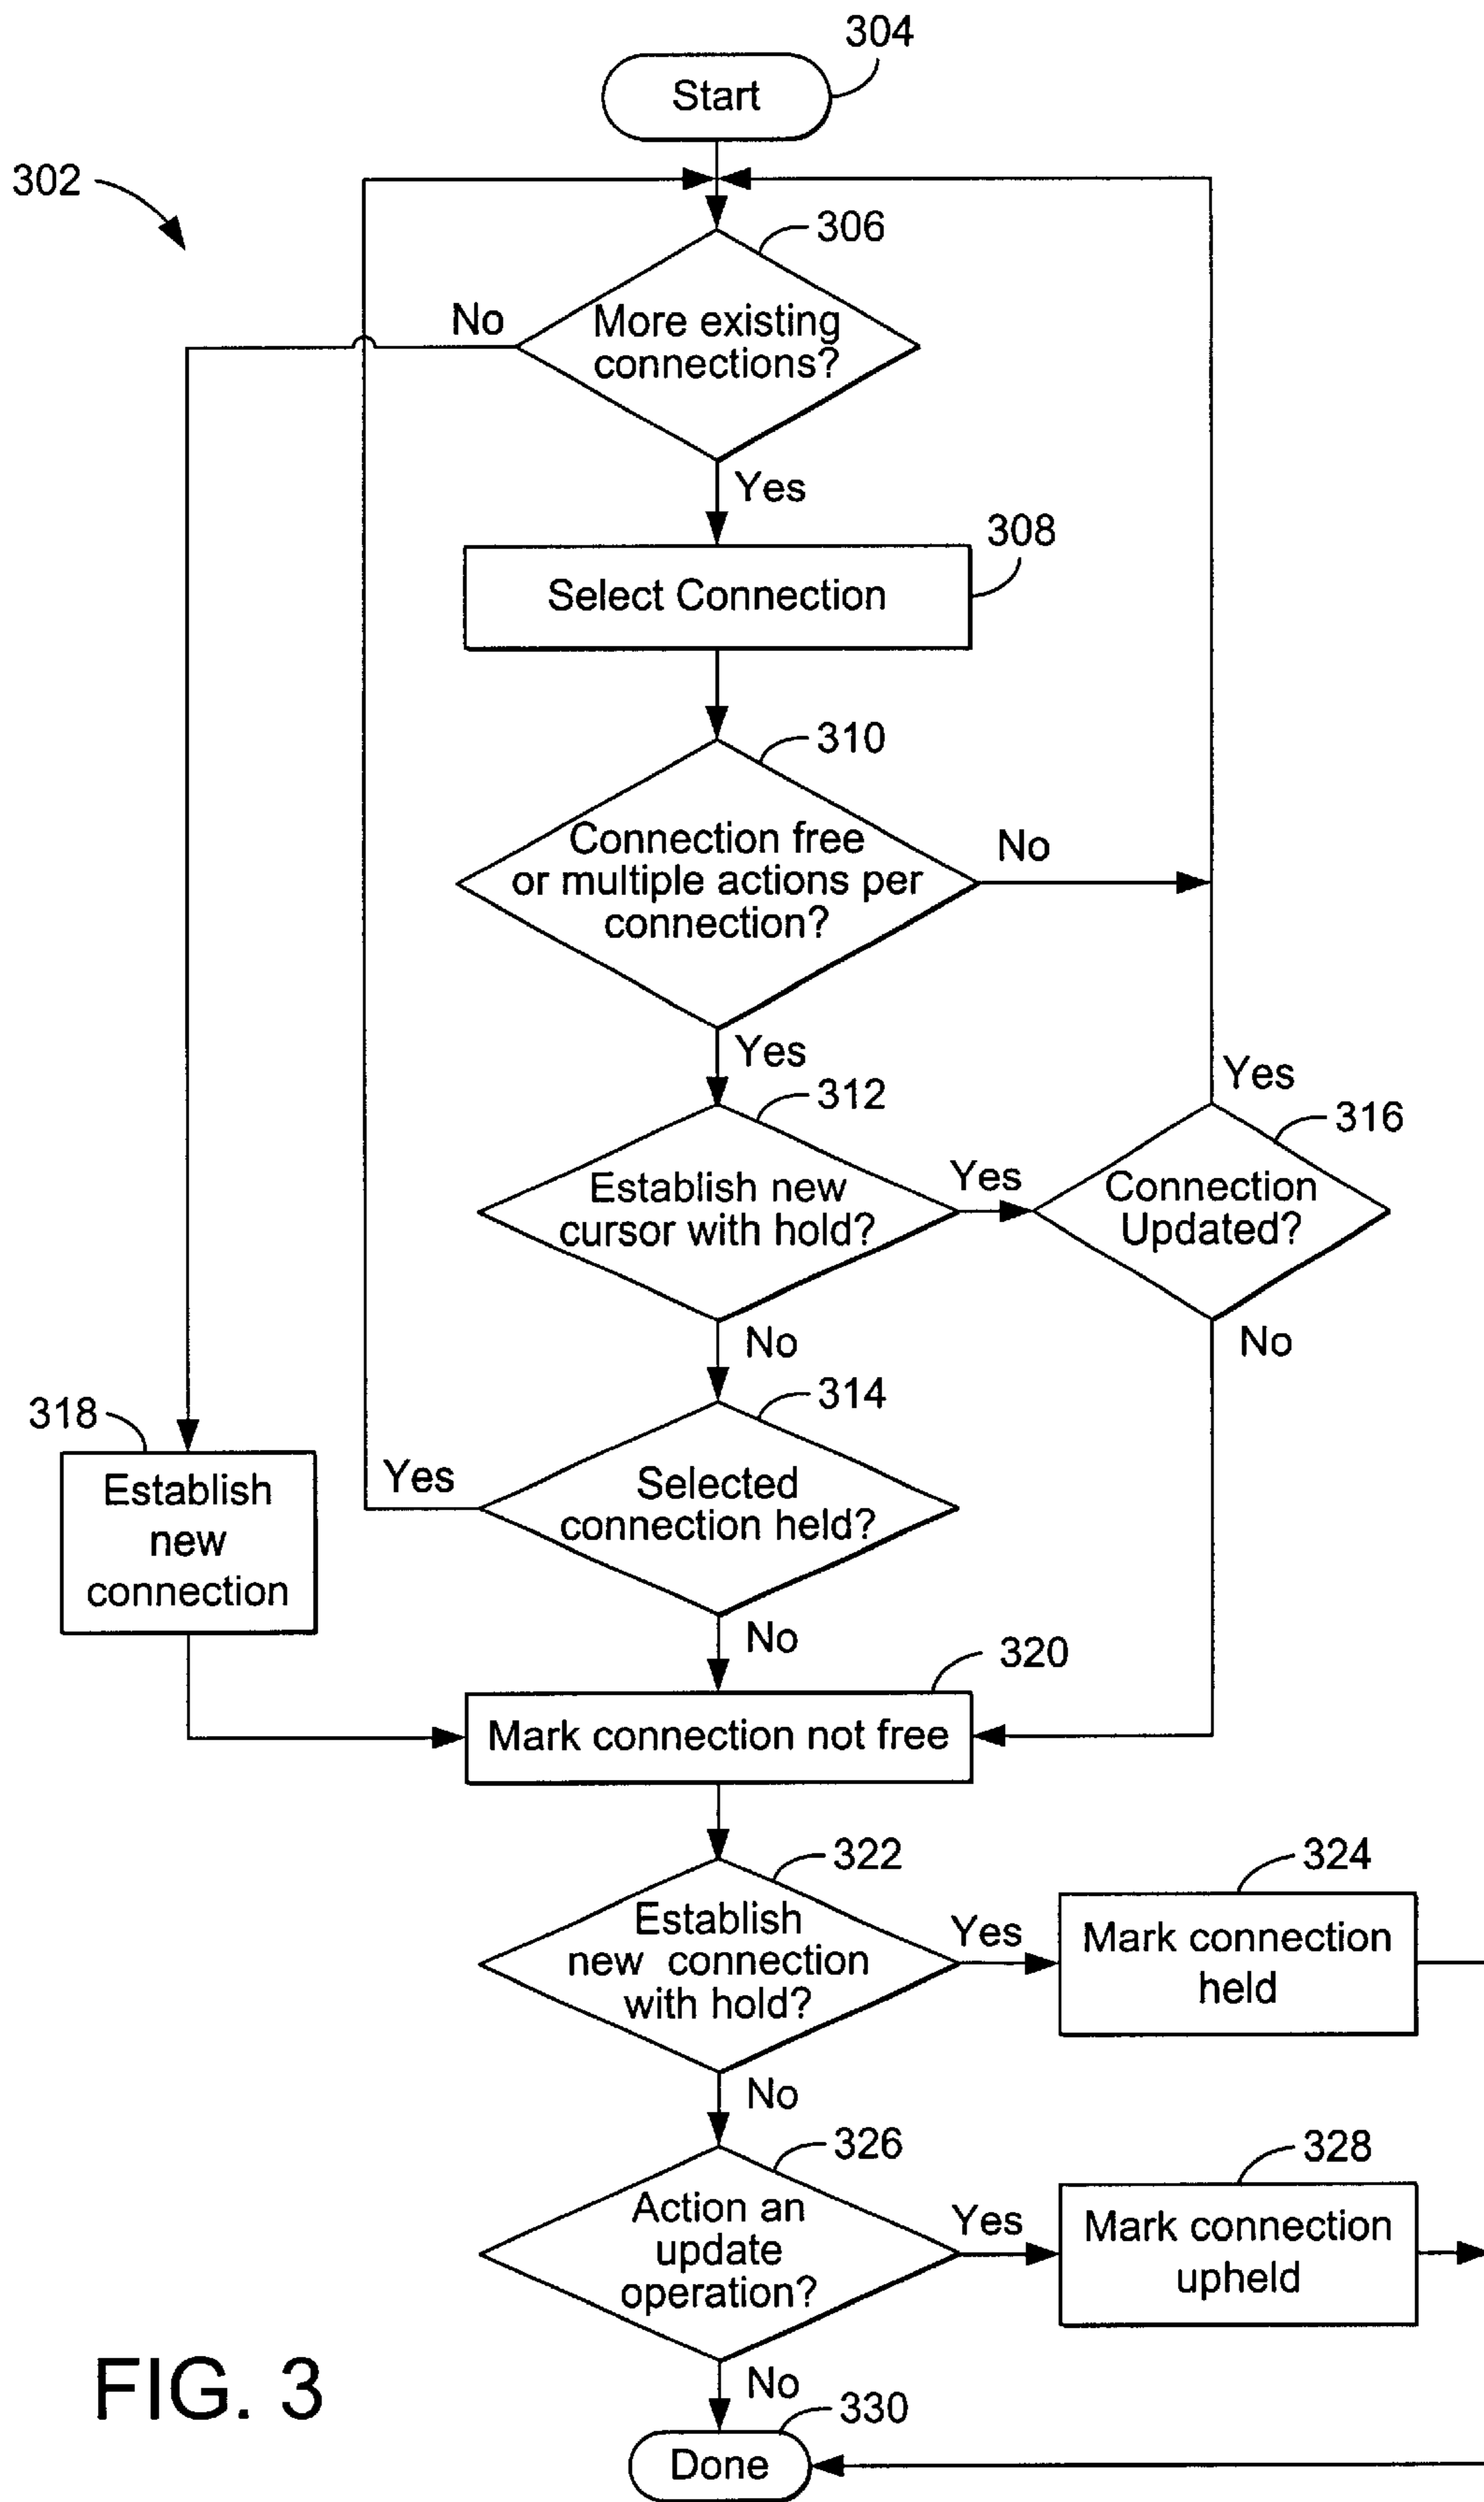 304
Start
302
306
No
More existing
connections?
Yes
308
Select Connection
310
Connection free
or multiple actions per
connection?
No
Yes
312
Yes
316
Establish new
cursor with hold?
Yes
Connection
Updated?
No
No
314
318
Yes
Selected
connection held?
Establish
new
connection
No
320
Mark connection not free
322
324
Establish
new connection
with hold?
Yes
Mark connection
held
No
326
328
Action an
update
operation?
Yes
Mark connection
upheld
FIG. 3
No
330
Done